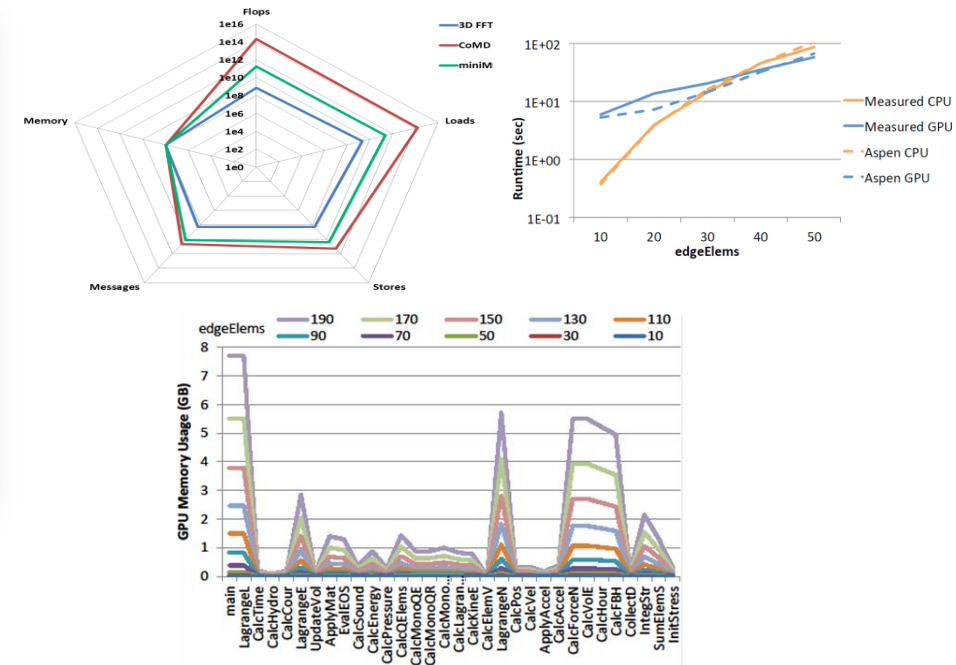 Flops
1e16
1e14
1e12
1e10
1e8
1e6
1e4
1e2
1e0
Memory
Loads
Messages
Stores
3D FFT
CoMD
miniM
1E+02
1E+01
1E+00
1E-01
Runtime (sec)
10 20 30 40 50
edgeElems
Measured CPU
Measured GPU
Aspen CPU
Aspen GPU
edgeElems
190 170 150 130 110
90 70 50 30 10
8
7
6
5
4
3
2
1
0
GPU Memory Usage (GB)
main
LagrangeL
CalcTime
CalcHydro
CalcCour
LagrangeE
UpdateVol
ApplyMat
EvalEOS
CalcSound
CalcEnergy
CalcPressure
CalcQElems
CalcMonoQE
CalcMonoQR
CalcMono...
CalcLagran...
CalcKineE
CalcElemV
LagrangeN
CalcPos
CalcVel
ApplyAccel
CalcAccel
CalcForceN
CalcVolE
CalcHour
CalcFBH
CollectD
IntegStr
SumElemS
InitStress